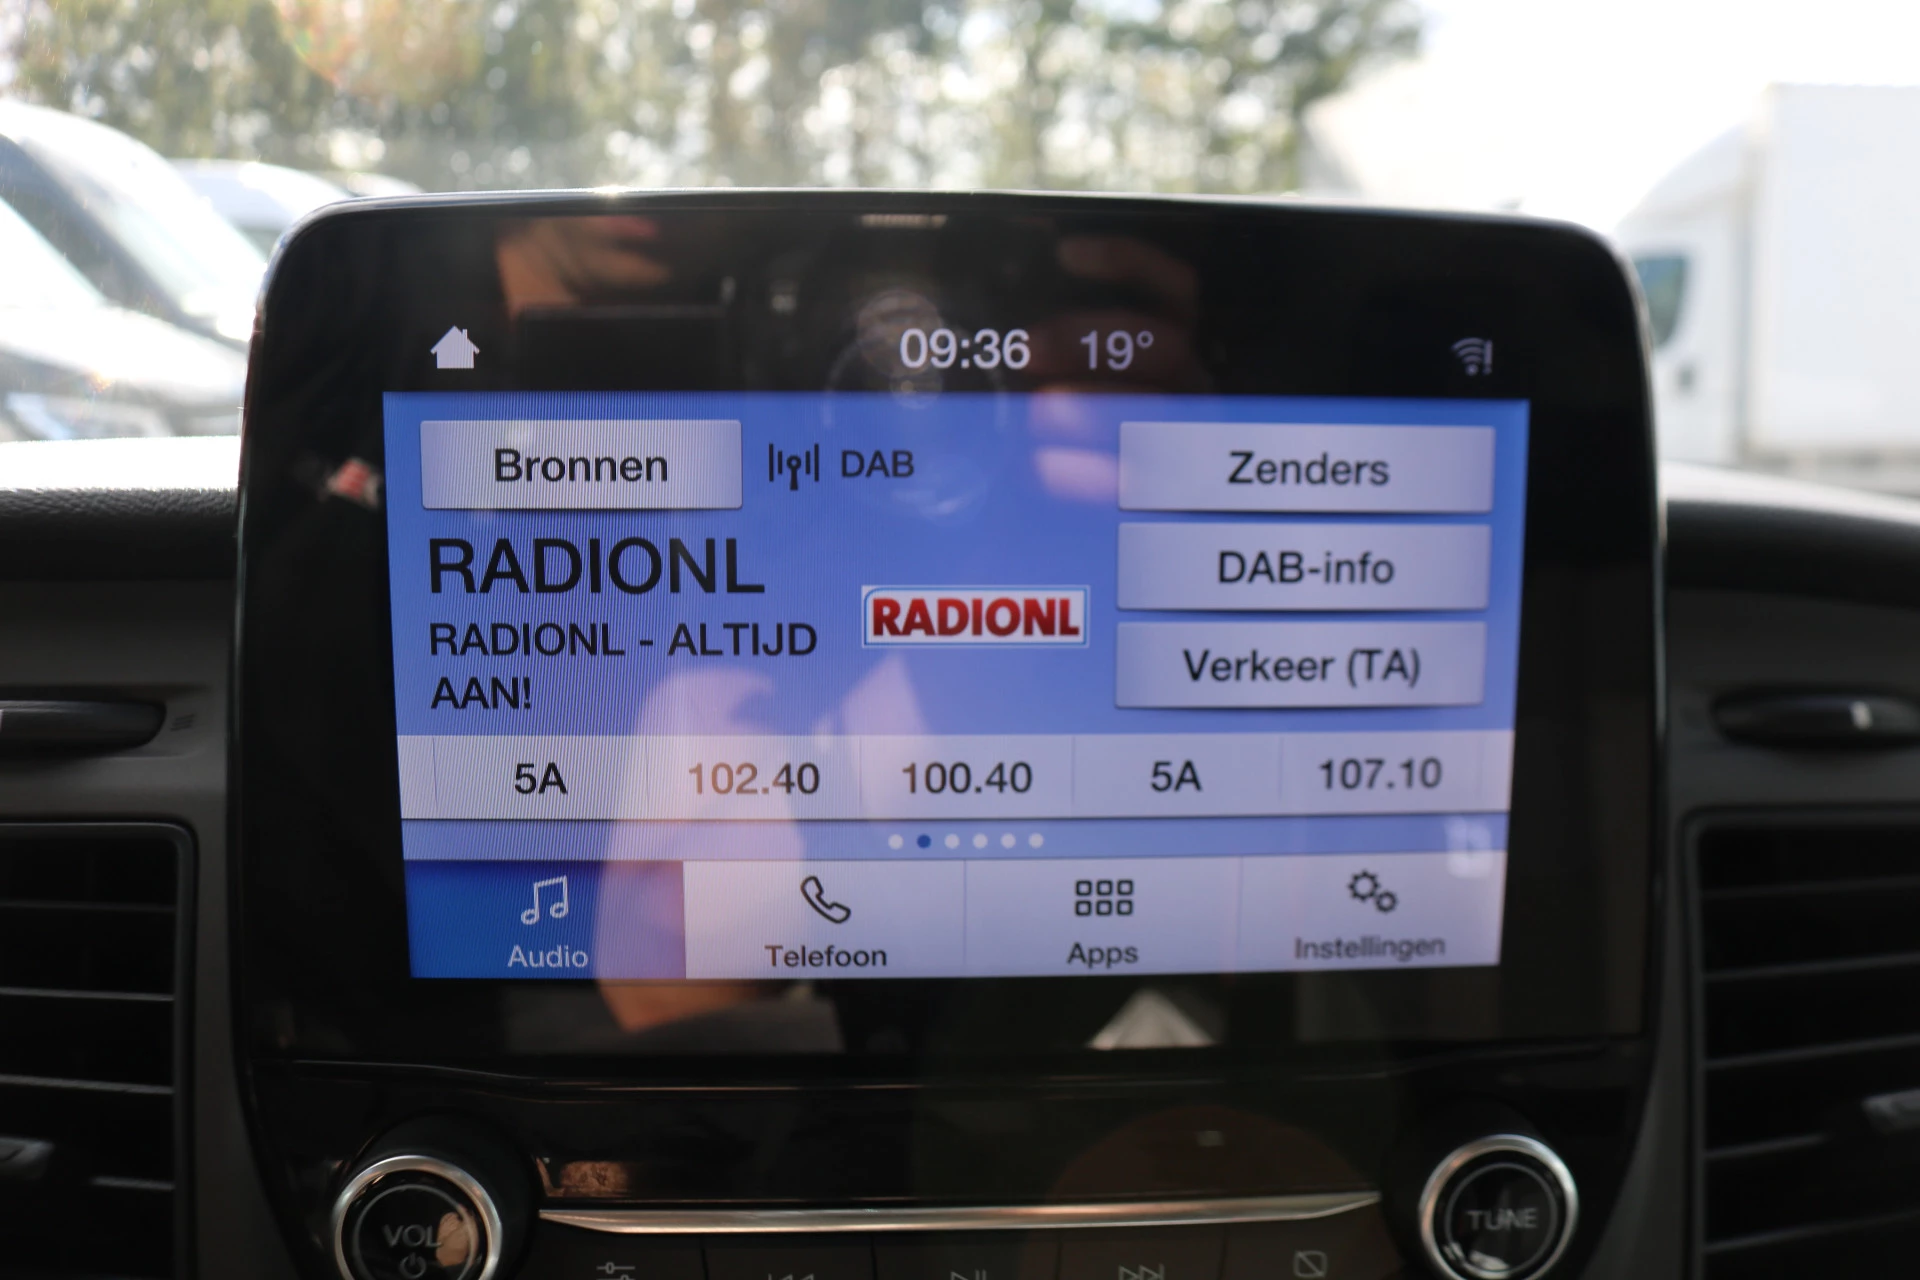 09:36 19°
Bronnen DAB Zenders
RADIONL
DAB-info
RADIONL
RADIONL - ALTIJD
AAN!
Verkeer (TA)
5A 102.40 100.40 5A 107.10
Audio Telefoon Apps Instellingen
VOL TUNE